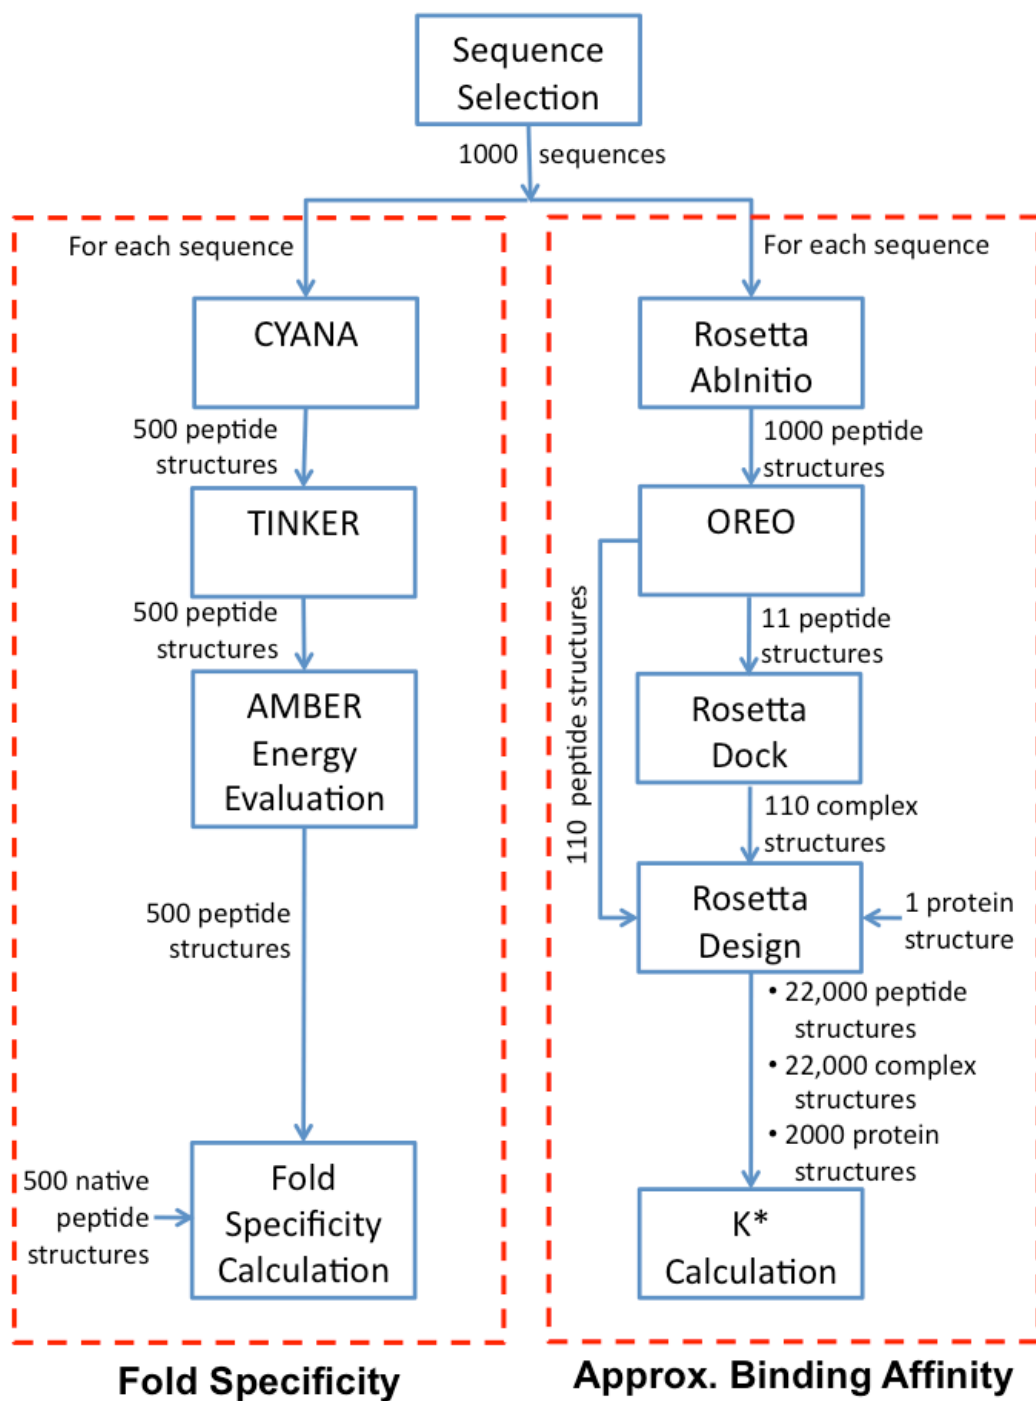 Sequence
Selection
1000 sequences
For each sequence
CYANA
500 peptide
structures
TINKER
500 peptide
structures
AMBER
Energy
Evaluation
500 peptide
structures
500 native
peptide
structures
Fold
Specificity
Calculation
Fold Specificity
For each sequence
Rosetta
AbInitio
1000 peptide
structures
OREO
110 peptide structures
11 peptide
structures
Rosetta
Dock
110 complex
structures
Rosetta
Design
1 protein
structure
• 22,000 peptide
structures
• 22,000 complex
structures
• 2000 protein
structures
K*
Calculation
Approx. Binding Affinity